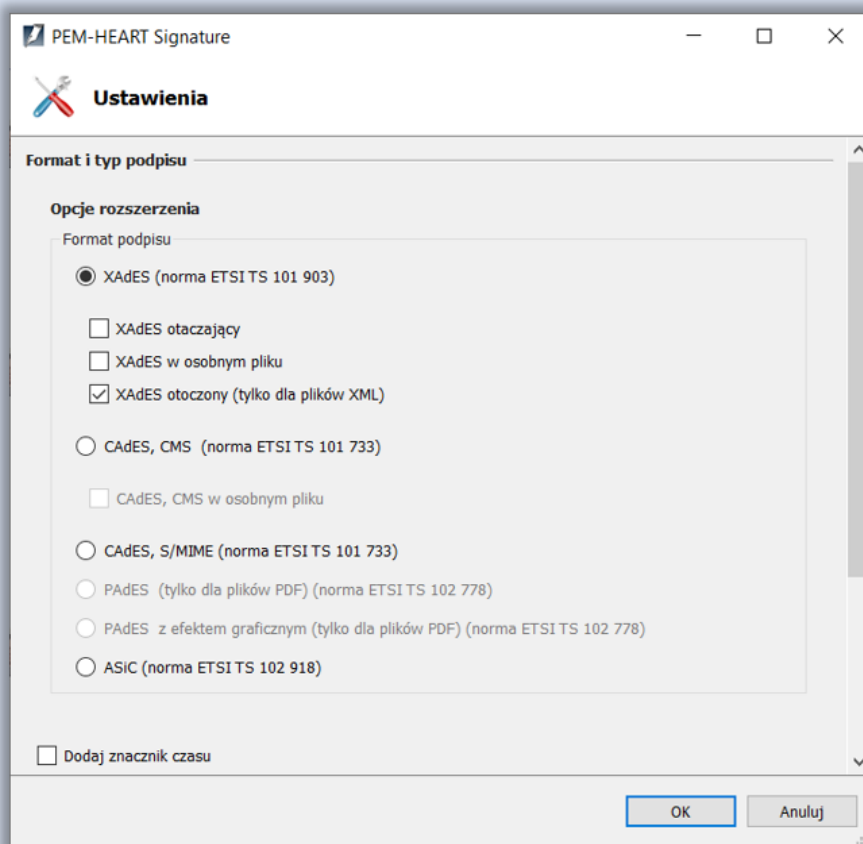 PEM-HEART Signature
Ustawienia
Format i typ podpisu
Opcje rozszerzenia
Format podpisu
XAdES (norma ETSI TS 101 903)
XAdES otaczający
XAdES w osobnym pliku
XAdES otoczony (tylko dla plików XML)
CAdES, CMS (norma ETSI TS 101 733)
CAdES, CMS w osobnym pliku
CAdES, S/MIME (norma ETSI TS 101 733)
PAdES (tylko dla plików PDF) (norma ETSI TS 102 778)
PAdES z efektem graficznym (tylko dla plików PDF) (norma ETSI TS 102 778)
ASiC (norma ETSI TS 102 918)
Dodaj znacznik czasu
OK Anuluj